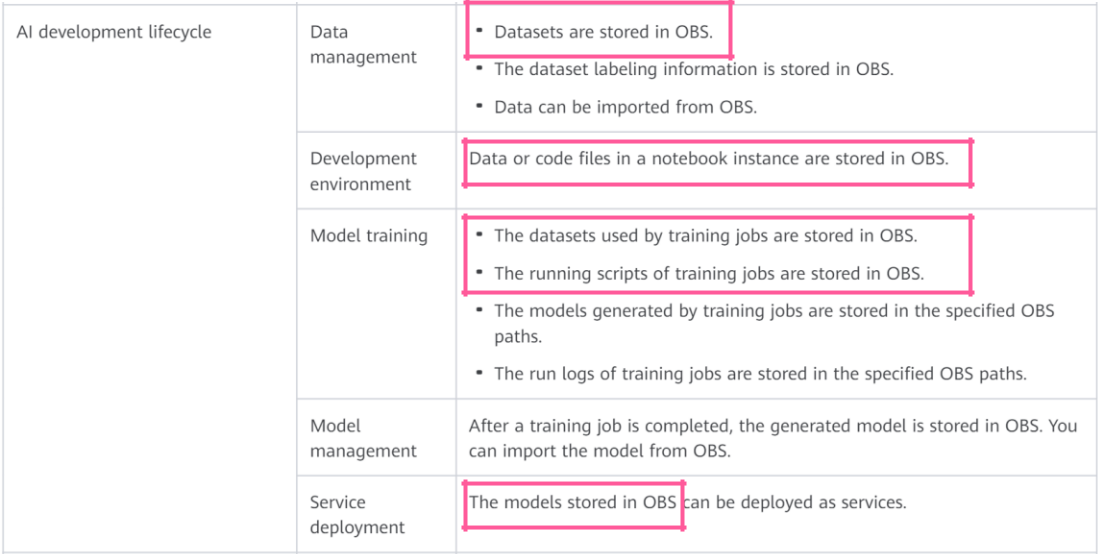 AI development lifecycle
Data
management
▪ Datasets are stored in OBS.
▪ The dataset labeling information is stored in OBS.
▪ Data can be imported from OBS.
Development
environment
Data or code files in a notebook instance are stored in OBS.
Model training
▪ The datasets used by training jobs are stored in OBS.
▪ The running scripts of training jobs are stored in OBS.
▪ The models generated by training jobs are stored in the specified OBS
paths.
▪ The run logs of training jobs are stored in the specified OBS paths.
Model
management
After a training job is completed, the generated model is stored in OBS. You
can import the model from OBS.
Service
deployment
The models stored in OBS can be deployed as services.